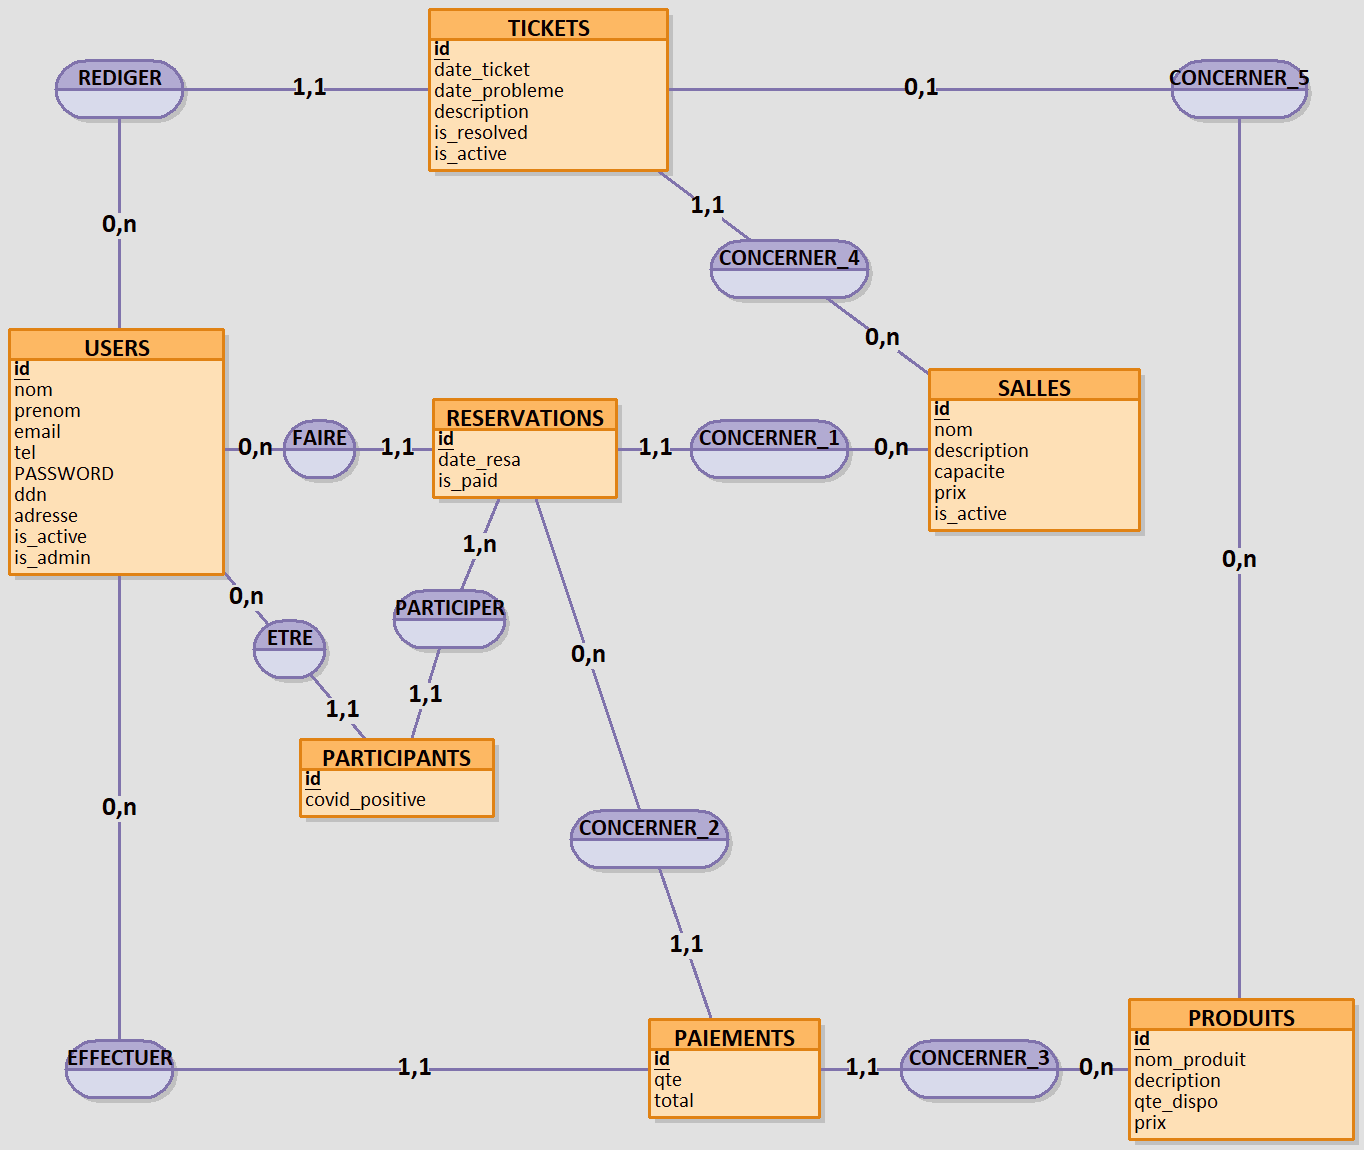 TICKETS
id
date_ticket
date_probleme
description
is_resolved
is_active
REDIGER
1,1
0,1
CONCERNER_5
0,n
1,1
CONCERNER_4
0,n
USERS
id
nom
prenom
email
tel
PASSWORD
ddn
adresse
is_active
is_admin
0,n
FAIRE
1,1
RESERVATIONS
id
date_resa
is_paid
1,1
CONCERNER_1
0,n
SALLES
id
nom
description
capacite
prix
is_active
0,n
1,n
PARTICIPER
1,1
0,n
ETRE
1,1
PARTICIPANTS
id
covid_positive
0,n
CONCERNER_2
1,1
0,n
EFFECTUER
1,1
PAIEMENTS
id
qte
total
1,1
CONCERNER_3
0,n
PRODUITS
id
nom_produit
decription
qte_dispo
prix